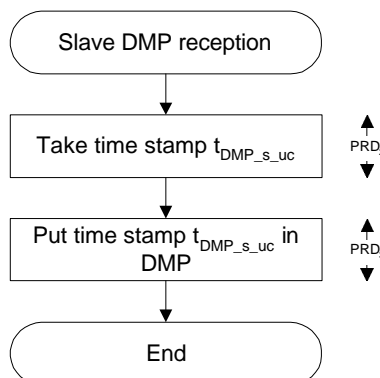 Slave DMP reception
Take time stamp t_DMP_s_uc
PRD
Put time stamp t_DMP_s_uc in
DMP
PRD
End